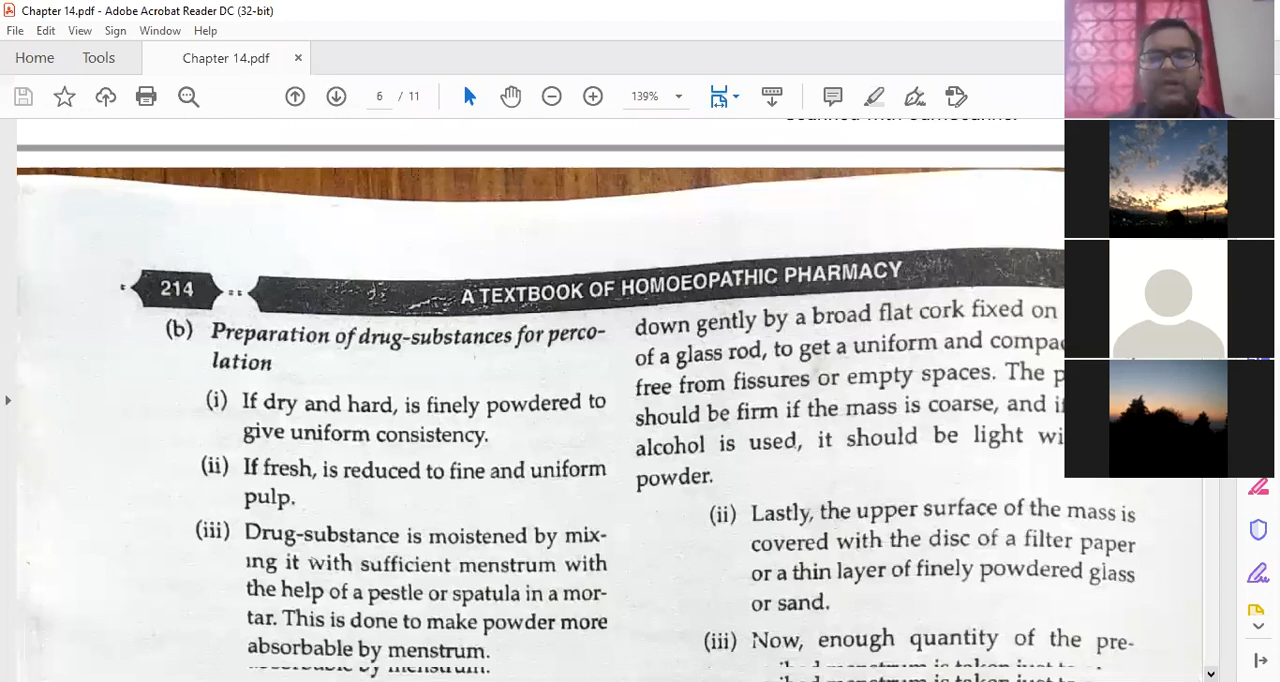 Chapter 14.pdf - Adobe Acrobat Reader DC (32-bit)
File Edit View Sign Window Help
Home Tools Chapter 14.pdf ×
6 / 11 139%
214
A TEXTBOOK OF HOMOEOPATHIC PHARMACY
(b) Preparation of drug-substances for perco-
lation
(i) If dry and hard, is finely powdered to
give uniform consistency.
(ii) If fresh, is reduced to fine and uniform
pulp.
(iii) Drug-substance is moistened by mix-
ing it with sufficient menstrum with
the help of a pestle or spatula in a mor-
tar. This is done to make powder more
absorbable by menstrum.
down gently by a broad flat cork fixed on
of a glass rod, to get a uniform and compac
free from fissures or empty spaces. The p
should be firm if the mass is coarse, and if
alcohol is used, it should be light wi
powder.
(ii) Lastly, the upper surface of the mass is
covered with the disc of a filter paper
or a thin layer of finely powdered glass
or sand.
(iii) Now, enough quantity of the pre-